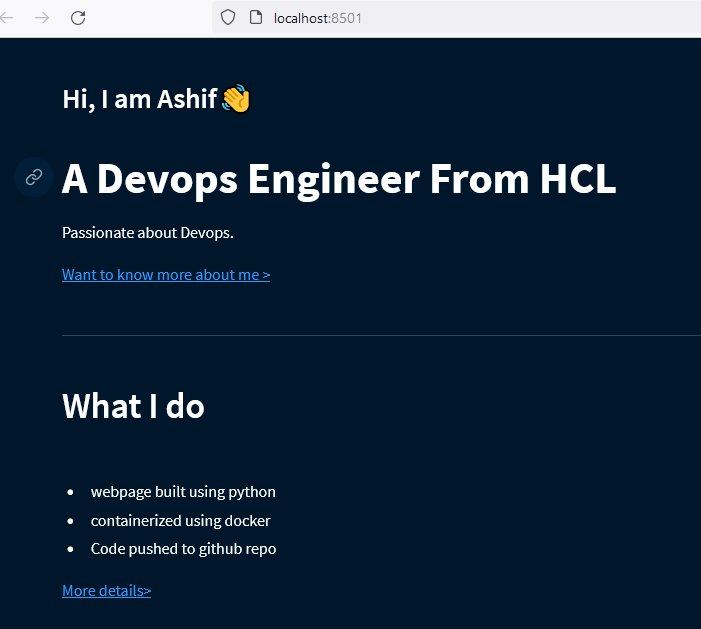 localhost:8501
Hi, I am Ashif 👋
A Devops Engineer From HCL
Passionate about Devops.
Want to know more about me >
What I do
• webpage built using python
• containerized using docker
• Code pushed to github repo
More details>